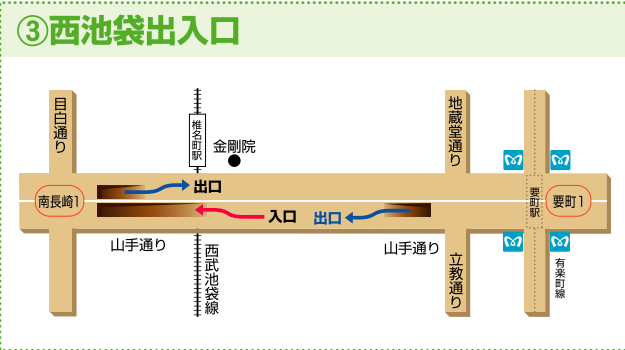 ③西池袋出入口
目白通り
椎名町駅
金剛院
地蔵堂通り
南長崎1
出口
要町駅
要町1
入口
出口
山手通り
西武池袋線
山手通り
立教通り
有楽町線